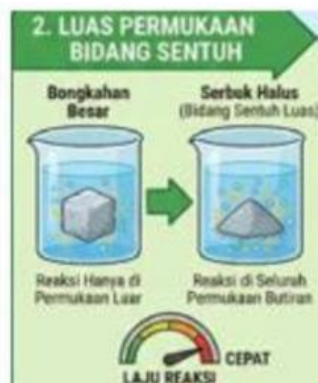 2. LUAS PERMUKAAN
BIDANG SENTUH
Bongkahan
Besar
Serbuk Halus
(Bidang Sentuh Luas)
Reaksi Hanya di
Permukaan Luar
Reaksi di Seluruh
Permukaan Butiran
CEPAT
LAJU REAKSI